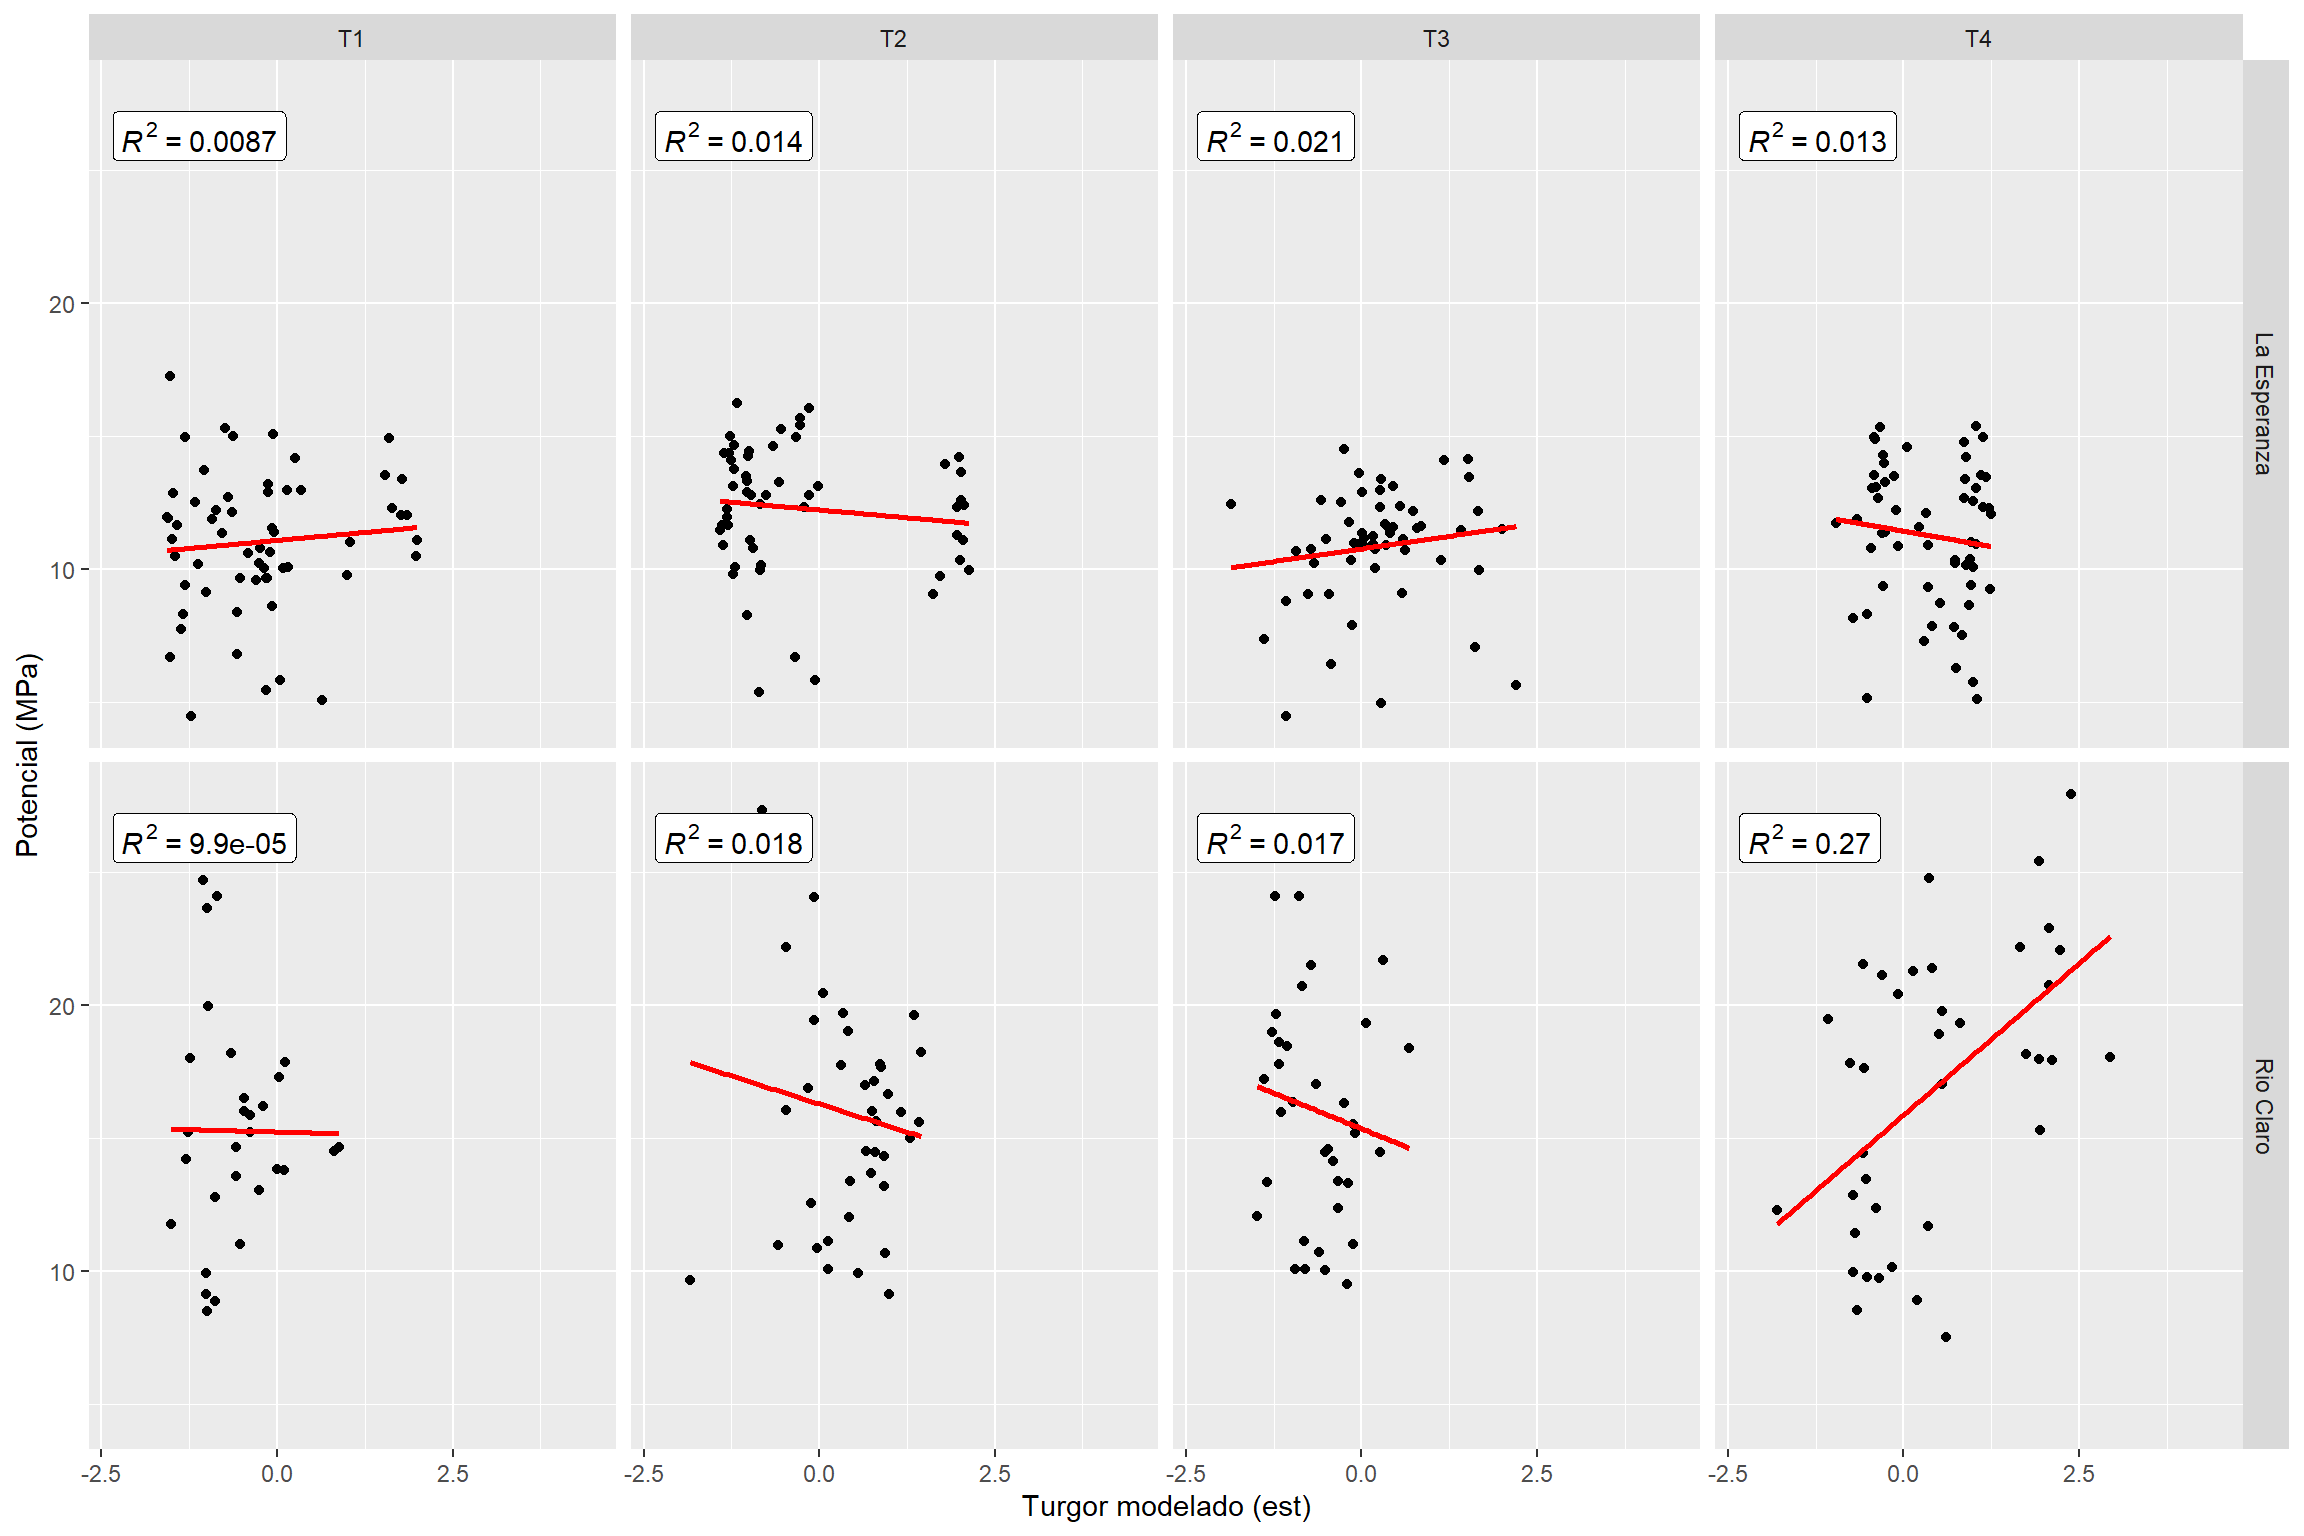 T1 T2 T3 T4
R² = 0.0087 R² = 0.014 R² = 0.021 R² = 0.013
20
10
La Esperanza
R² = 9.9e-05 R² = 0.018 R² = 0.017 R² = 0.27
20
10
Rio Claro
Potencial (MPa)
-2.5 0.0 2.5 -2.5 0.0 2.5 -2.5 0.0 2.5 -2.5 0.0 2.5
Turgor modelado (est)